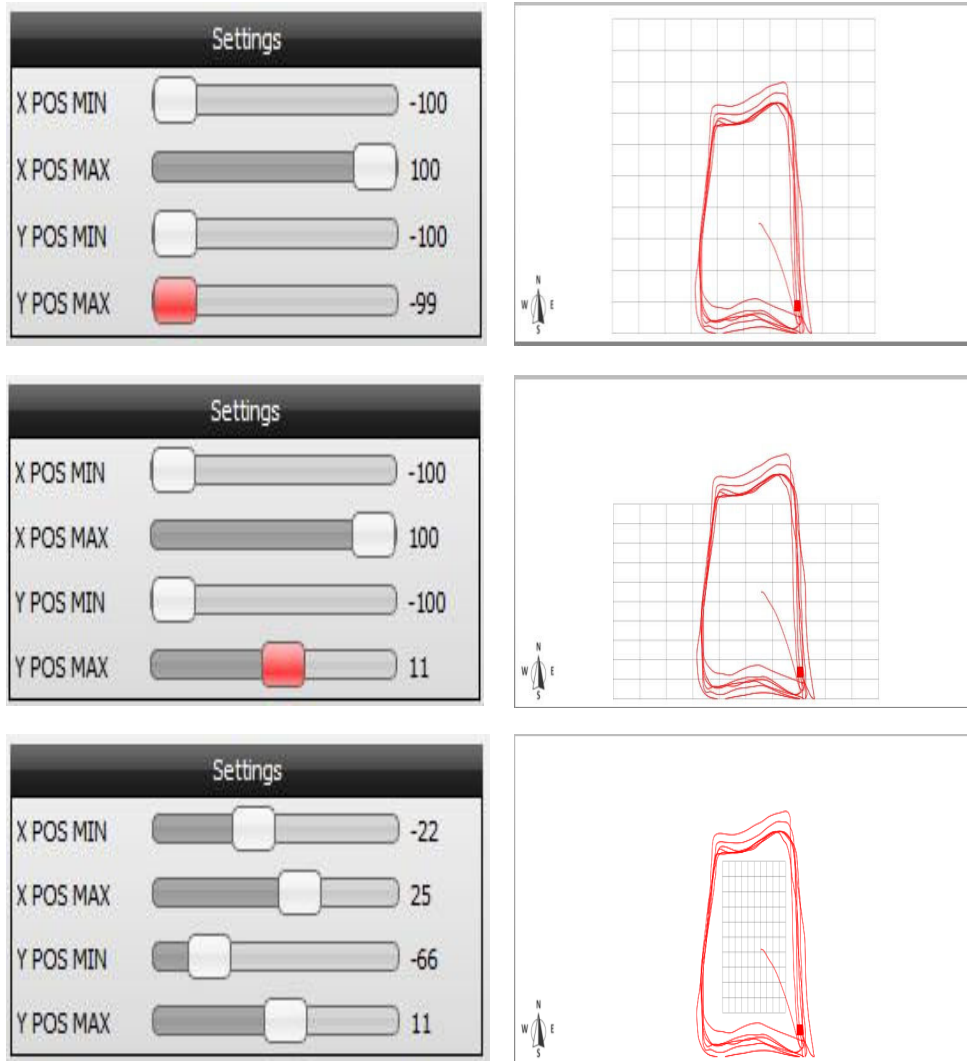 Settings
X POS MIN -100
X POS MAX 100
Y POS MIN -100
Y POS MAX -99
N
W E
S
Settings
X POS MIN -100
X POS MAX 100
Y POS MIN -100
Y POS MAX 11
N
W E
S
Settings
X POS MIN -22
X POS MAX 25
Y POS MIN -66
Y POS MAX 11
N
W E
S